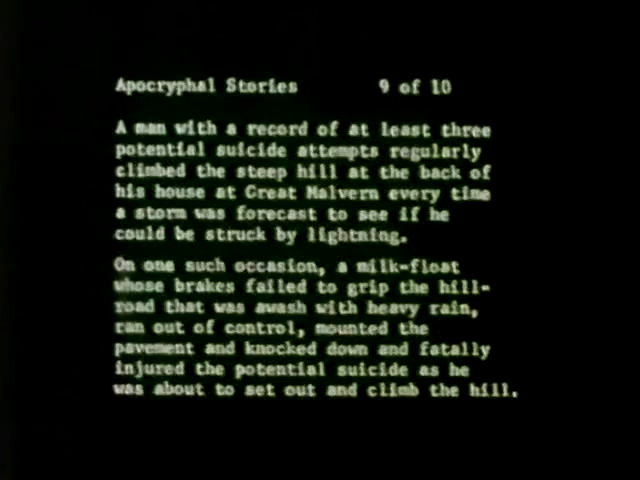 Apocryphal Stories 9 of 10
A man with a record of at least three
potential suicide attempts regularly
climbed the steep hill at the back of
his house at Great Malvern every time
a storm was forecast to see if he
could be struck by lightning.
On one such occasion, a milk-float
whose brakes failed to grip the hill-
road that was awash with heavy rain,
ran out of control, mounted the
pavement and knocked down and fatally
injured the potential suicide as he
was about to set out and climb the hill.